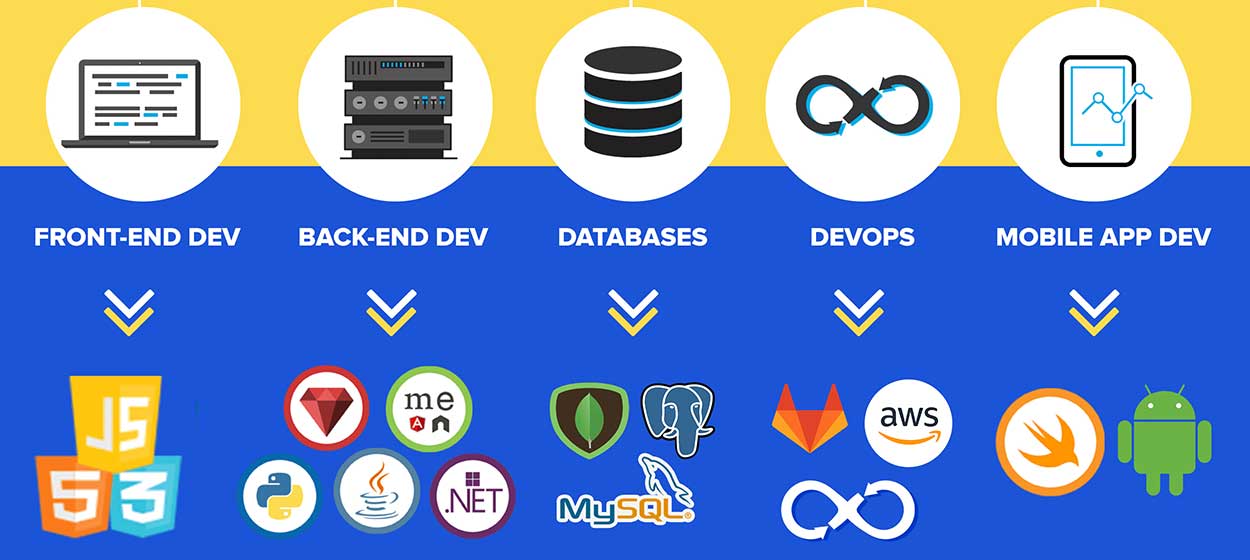 FRONT-END DEV
BACK-END DEV
DATABASES
DEVOPS
MOBILE APP DEV
JS
5
3
me
A n
.NET
MySQL®
aws